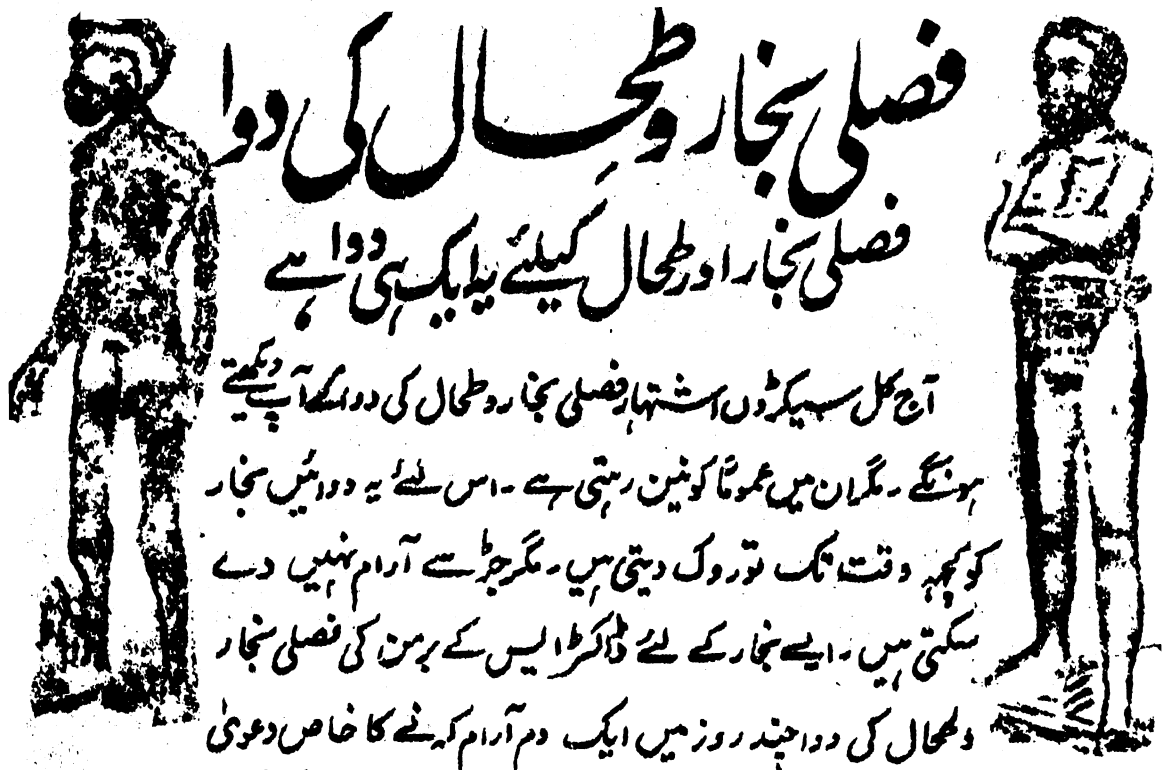 فصلی بخار و طحال کی دوا
فصلی بخار اور طحال کیلئے یہ ایک ہی دوا ہے
آج کل سیکڑوں اشتہار فصلی بخار و طحال کی دوا کے آپ دیکھتے
ہونگے ۔ مگر ان میں عموماً کونین رہتی ہے ۔ اس لئے یہ دوائیں بخار
کو کچھ وقت تک تو روک دیتی ہیں ۔ مگر جڑ سے آرام نہیں دے
سکتی ہیں ۔ ایسے بخار کے لئے ڈاکٹر ایس کے برمن کی فصلی بخار
و طحال کی دوا چند روز میں ایک دم آرام کرنے کا خاص دعویٰ